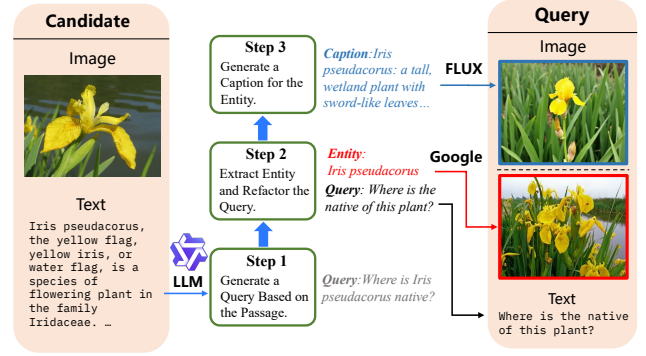 Candidate
Image
Text
Iris pseudacorus,
the yellow flag,
yellow iris, or
water flag, is a
species of
flowering plant in
the family
Iridaceae. …
LLM
Step 3
Generate a
Caption for the
Entity.
Step 2
Extract Entity
and Refactor the
Query.
Step 1
Generate a
Query Based on
the Passage.
Caption:Iris
pseudacorus: a tall,
wetland plant with
sword-like leaves…
Entity:
Iris pseudacorus
Query: Where is the
native of this plant?
Query:Where is Iris
pseudacorus native?
FLUX
Google
Query
Image
Text
Where is the native
of this plant?